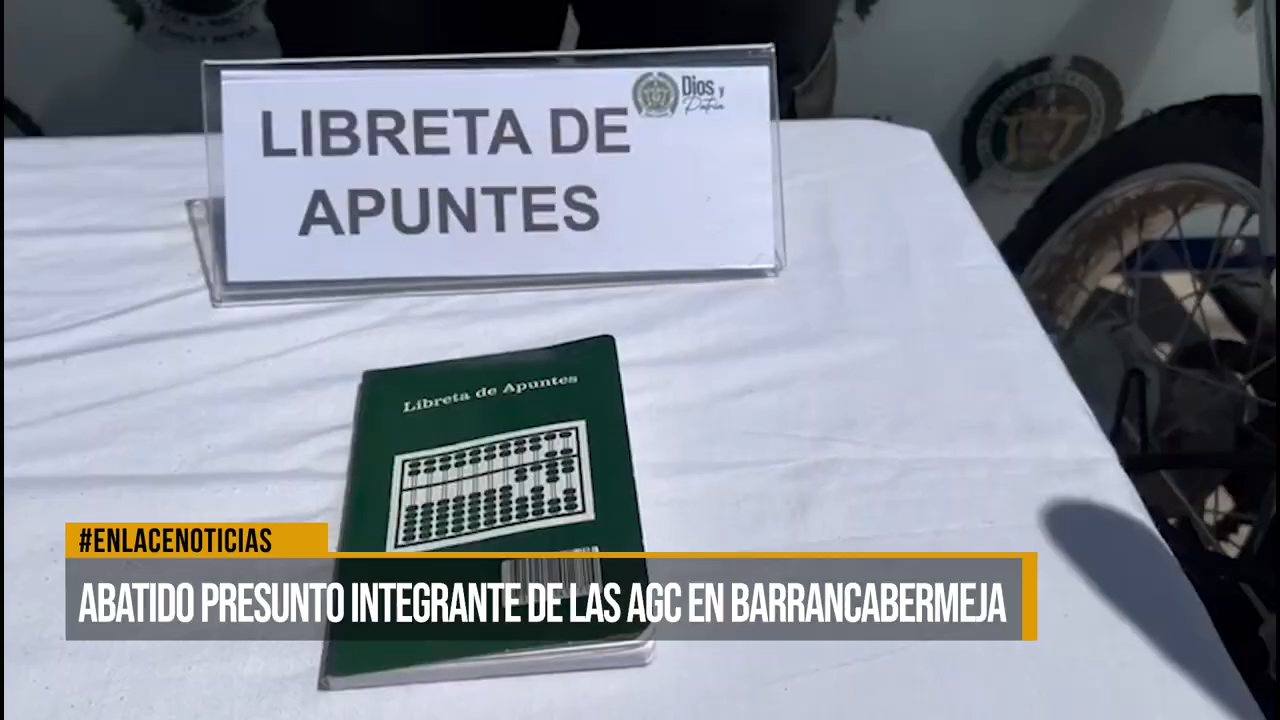 LIBRETA DE
APUNTES
Dios y
Patria
Libreta de Apuntes
#ENLACENOTICIAS
ABATIDO PRESUNTO INTEGRANTE DE LAS AGC EN BARRANCABERMEJA